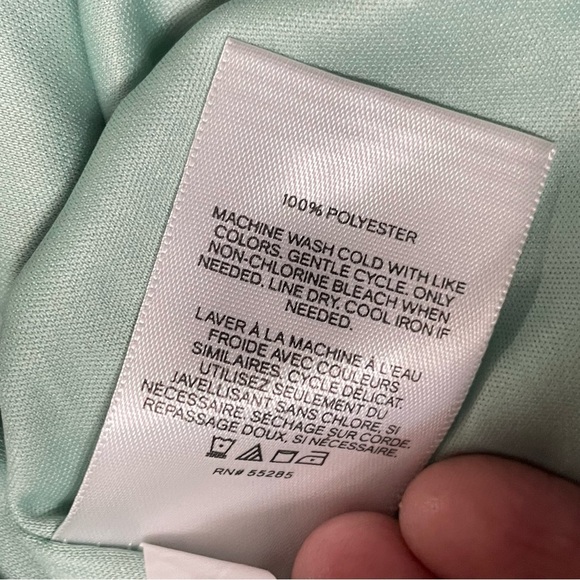 100% POLYESTER
MACHINE WASH COLD WITH LIKE
COLORS. GENTLE CYCLE. ONLY
NON-CHLORINE BLEACH WHEN
NEEDED. LINE DRY. COOL IRON IF
NEEDED.
LAVER À LA MACHINE À L'EAU
FROIDE AVEC COULEURS
SIMILAIRES. CYCLE DÉLICAT.
UTILISEZ SEULEMENT DU
JAVELLISANT SANS CHLORE, SI
NÉCESSAIRE. SÉCHAGE SUR CORDE.
REPASSAGE DOUX, SI NÉCESSAIRE.
RN# 55285